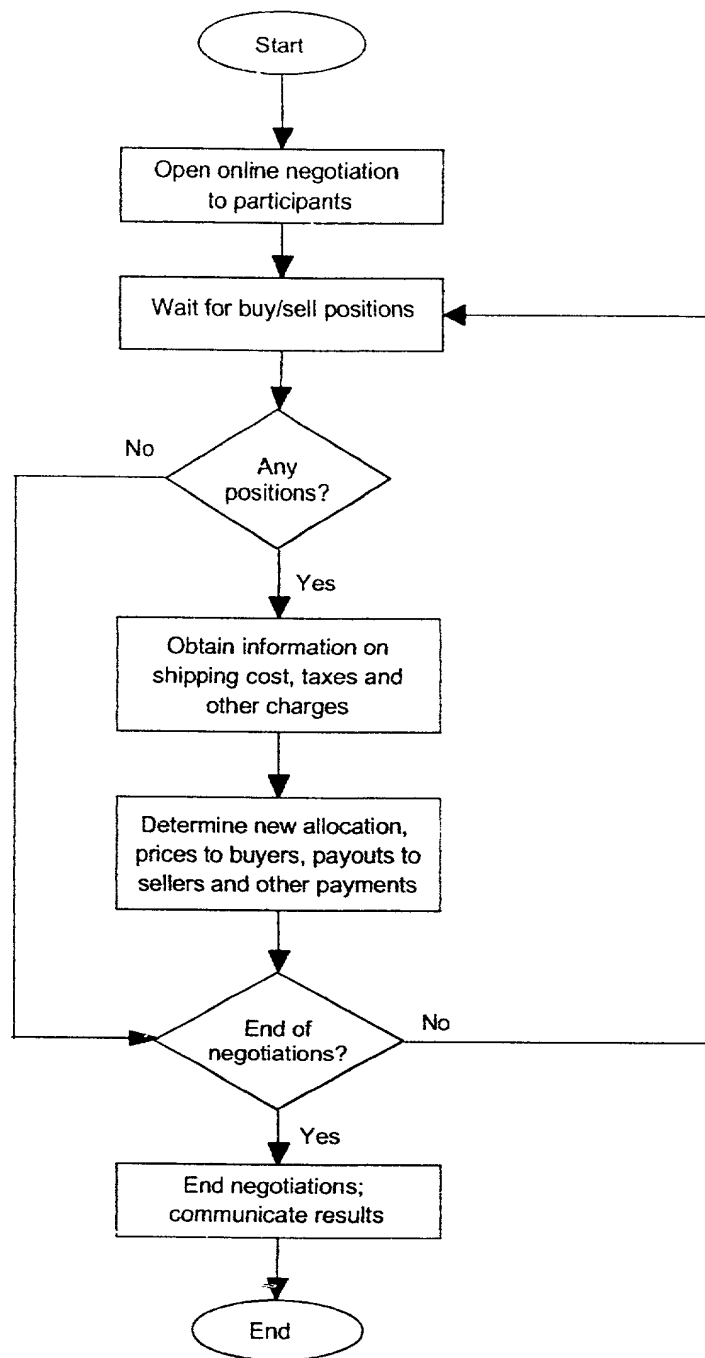 Start
Open online negotiation
to participants
Wait for buy/sell positions
No
Any
positions?
Yes
Obtain information on
shipping cost, taxes and
other charges
Determine new allocation,
prices to buyers, payouts to
sellers and other payments
End of
negotiations?
No
Yes
End negotiations;
communicate results
End